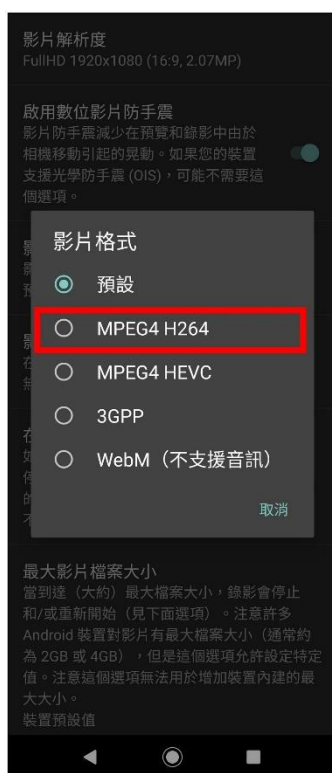 影片解析度
FullHD 1920x1080 (16:9, 2.07MP)
啟用數位影片防手震
影片防手震減少在預覽和錄影中由於
相機移動引起的晃動。如果您的裝置
支援光學防手震 (OIS)，可能不需要這
個選項。
影片格式
預設
MPEG4 H264
MPEG4 HEVC
3GPP
WebM（不支援音訊）
取消
最大影片檔案大小
當到達（大約）最大檔案大小，錄影會停止
和/或重新開始（見下面選項）。注意許多
Android 裝置對影片有最大檔案大小（通常約
為 2GB 或 4GB），但是這個選項允許設定特定
值。注意這個選項無法用於增加裝置內建的最
大大小。
裝置預設值